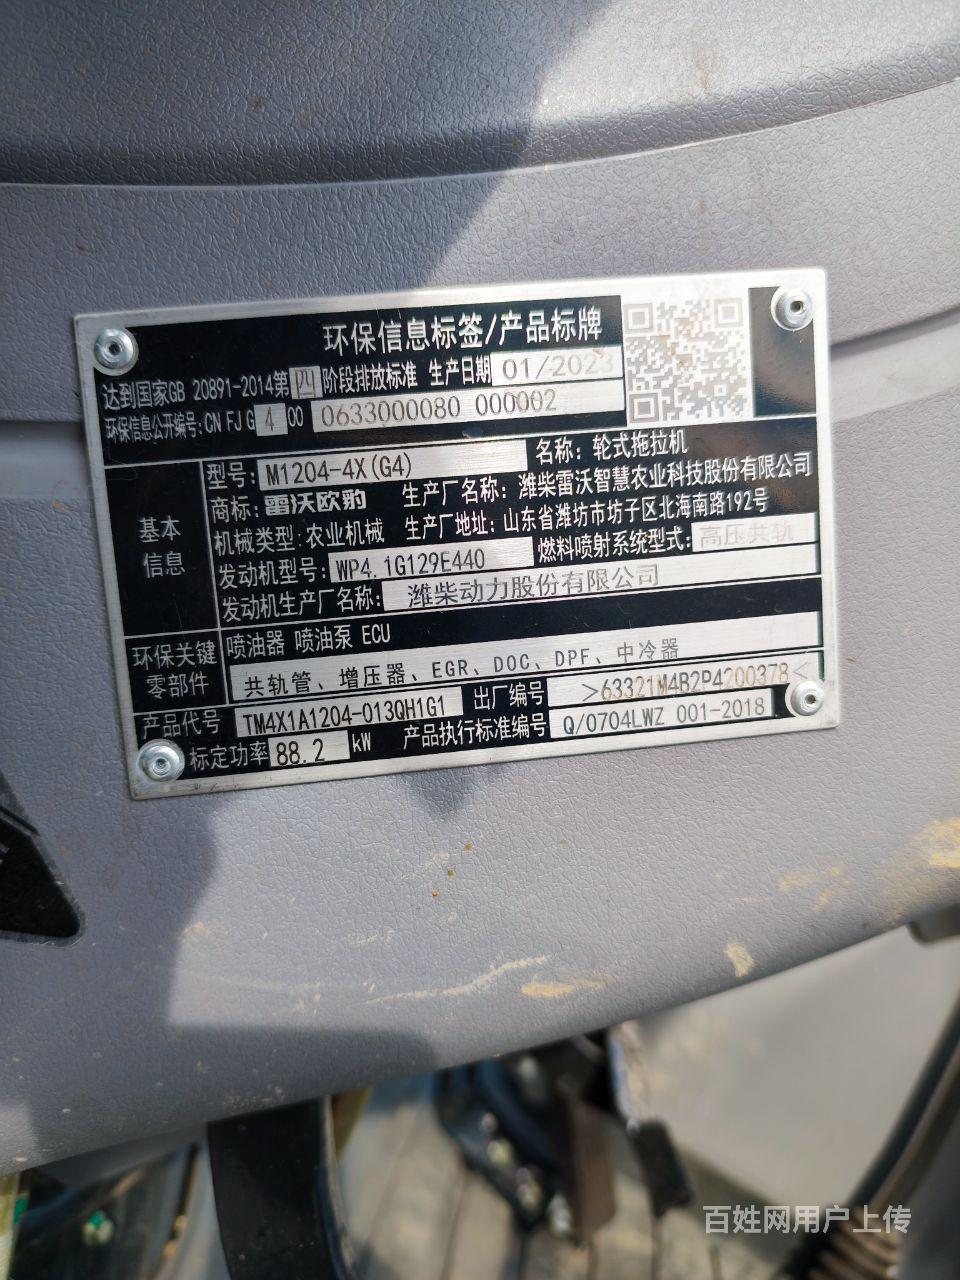 环保信息标签/产品标牌
达到国家GB 20891-2014第四阶段排放标准 生产日期 01/2023
环保信息公开编号:CN FJ G 4 00 0633000080 000002
基本信息
型号: M1204-4X(G4) 名称: 轮式拖拉机
商标: 雷沃欧豹 生产厂名称: 潍柴雷沃智慧农业科技股份有限公司
机械类型: 农业机械 生产厂地址: 山东省潍坊市坊子区北海南路192号
发动机型号: WP4.1G129E440 燃料喷射系统型式: 高压共轨
发动机生产厂名称: 潍柴动力股份有限公司
环保关键零部件
喷油器 喷油泵 ECU
共轨管、增压器、EGR、DOC、DPF、中冷器
产品代号 TM4X1A1204-013QH1G1 出厂编号 >63321M4B2P4200378<
标定功率 88.2 kW 产品执行标准编号 Q/0704LWZ 001-2018
百姓网用户上传